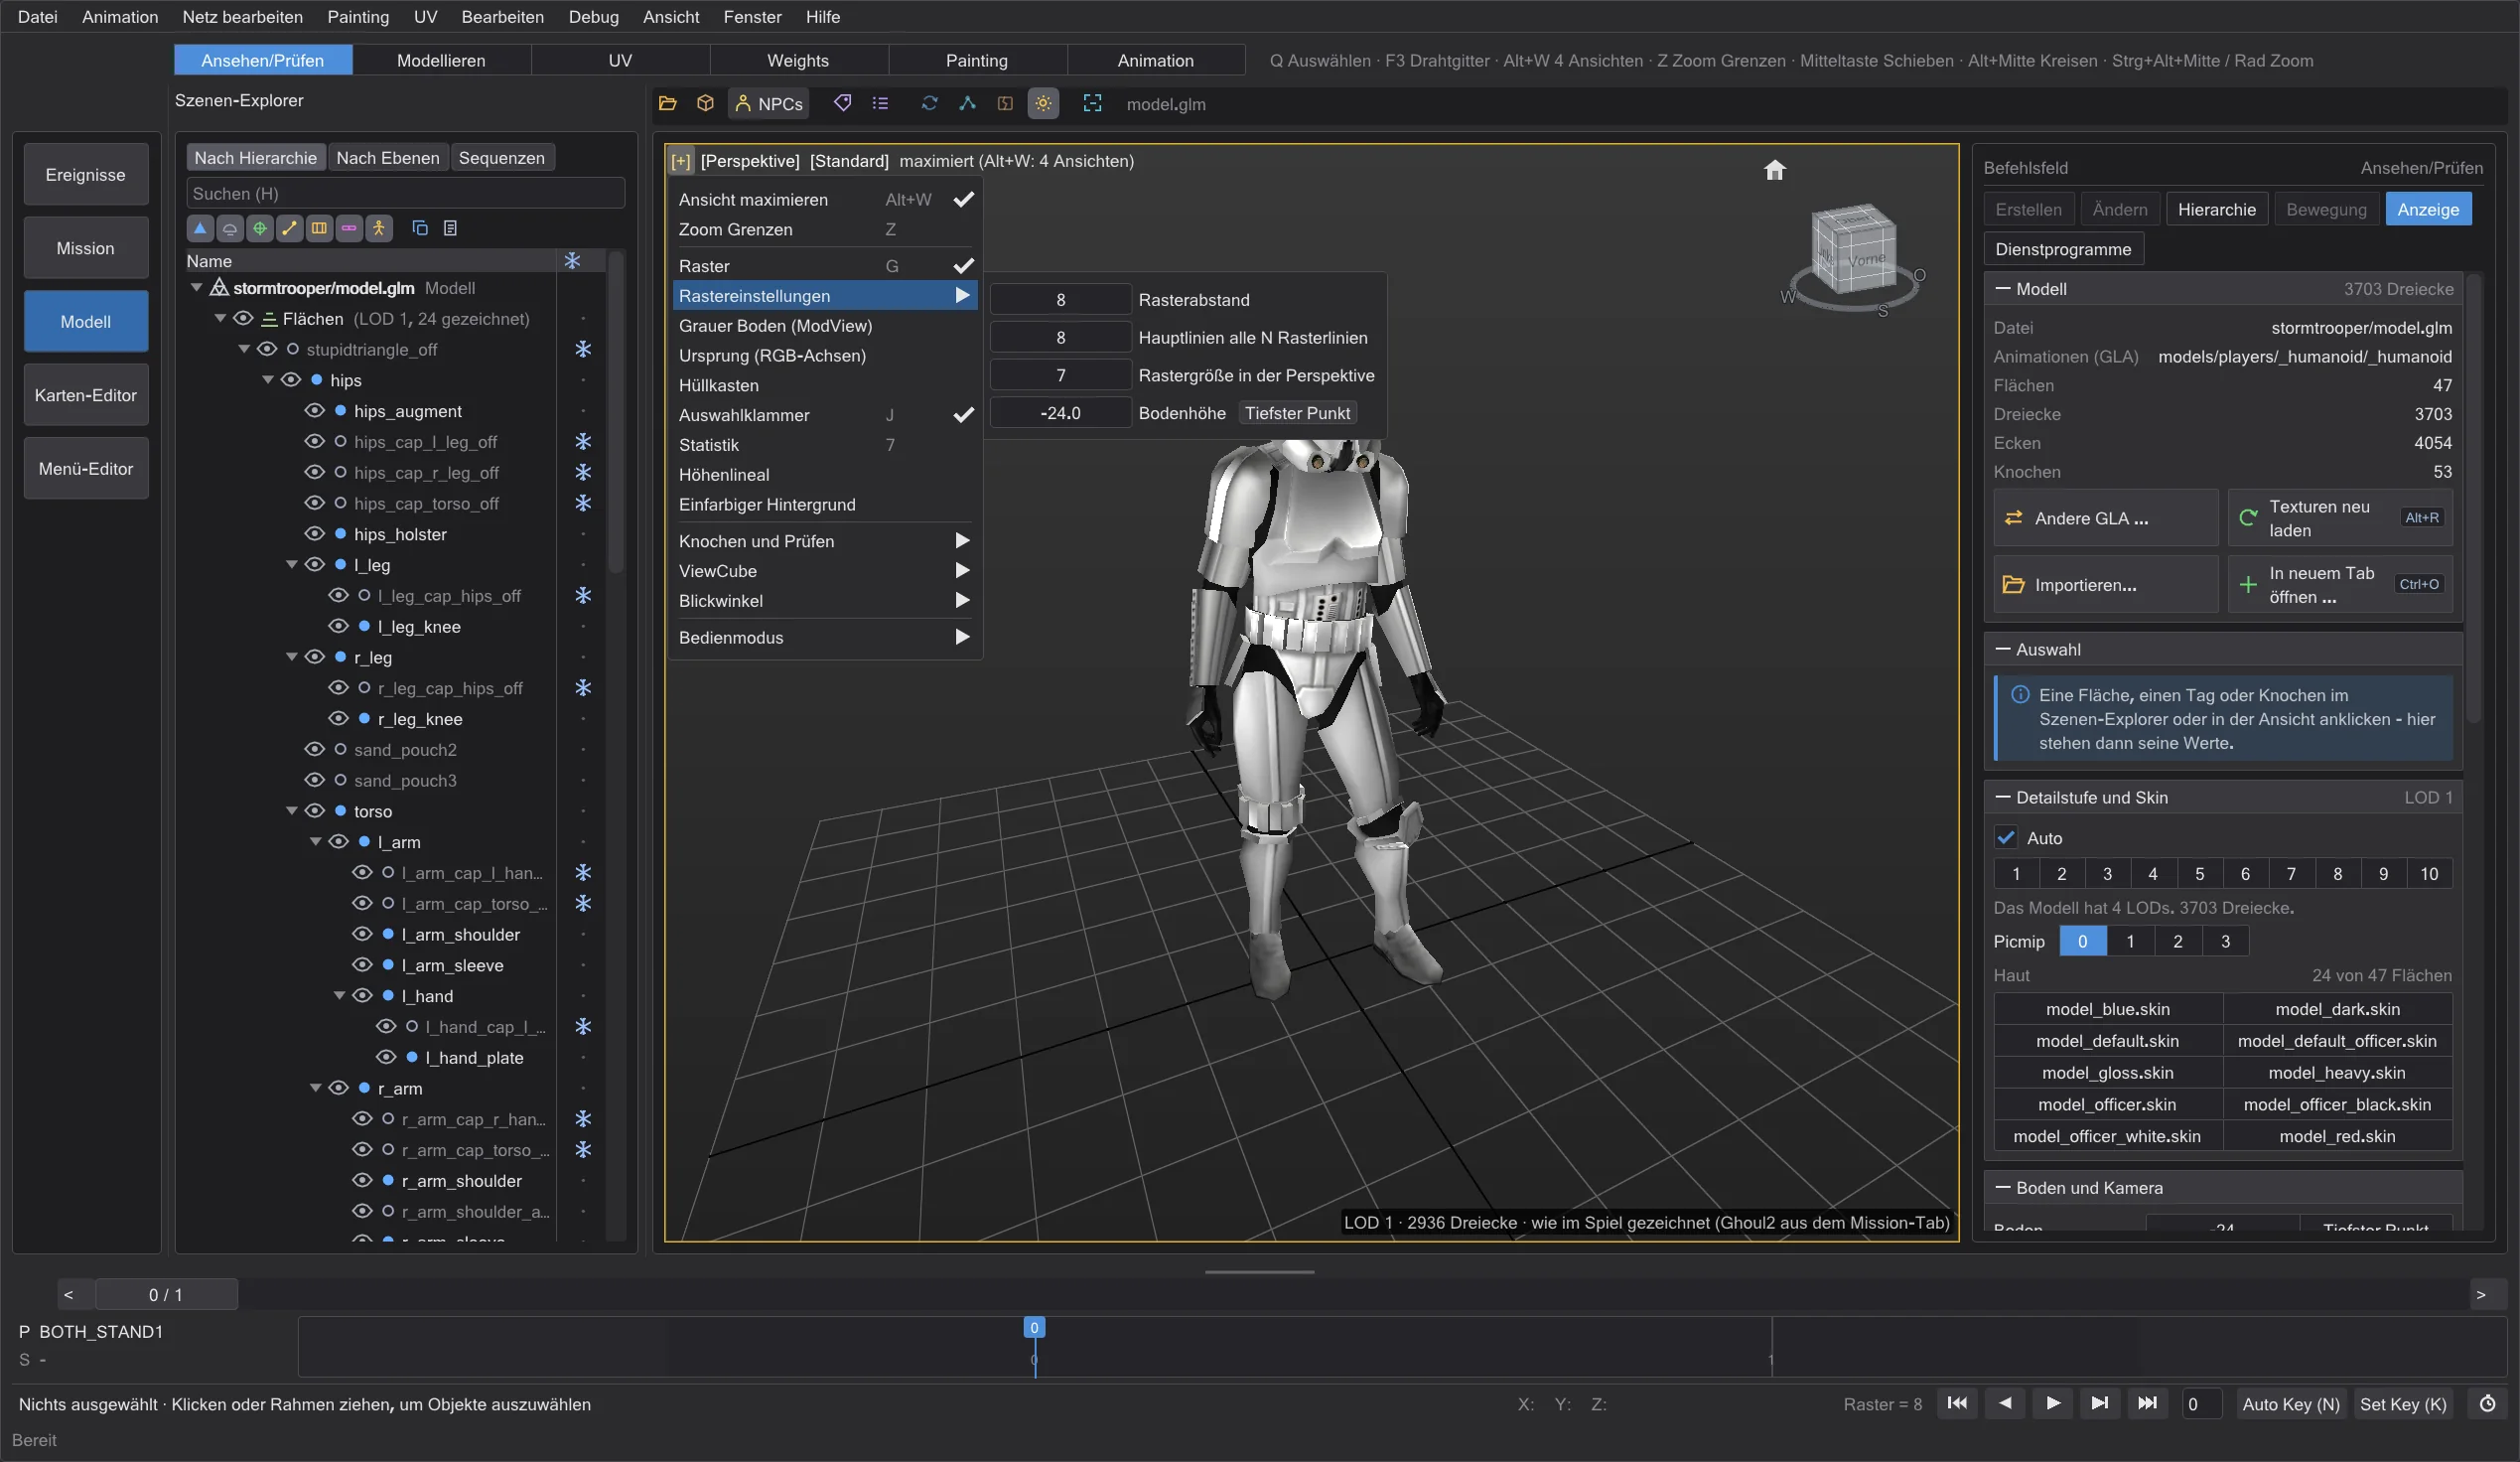 Datei Animation Netz bearbeiten Painting UV Bearbeiten Debug Ansicht Fenster Hilfe
Ansehen/Prüfen Modellieren UV Weights Painting Animation Q Auswählen · F3 Drahtgitter · Alt+W 4 Ansichten · Z Zoom Grenzen · Mitteltaste Schieben · Alt+Mitte Kreisen · Strg+Alt+Mitte / Rad Zoom
Szenen-Explorer
NPCs model.glm
Ereignisse
Mission
Modell
Karten-Editor
Menü-Editor
Nach Hierarchie Nach Ebenen Sequenzen
Suchen (H)
Name
stormtrooper/model.glm Modell
Flächen (LOD 1, 24 gezeichnet)
stupidtriangle_off
hips
hips_augment
hips_cap_l_leg_off
hips_cap_r_leg_off
hips_cap_torso_off
hips_holster
l_leg
l_leg_cap_hips_off
l_leg_knee
r_leg
r_leg_cap_hips_off
r_leg_knee
sand_pouch2
sand_pouch3
torso
l_arm
l_arm_cap_l_han...
l_arm_cap_torso_...
l_arm_shoulder
l_arm_sleeve
l_hand
l_hand_cap_l_...
l_hand_plate
r_arm
r_arm_cap_r_han...
r_arm_cap_torso_...
r_arm_shoulder
r_arm_shoulder_a...
r_arm_sleeve
[+] [Perspektive] [Standard] maximiert (Alt+W: 4 Ansichten)
Ansicht maximieren Alt+W
Zoom Grenzen Z
Raster G
Rastereinstellungen
Grauer Boden (ModView)
Ursprung (RGB-Achsen)
Hüllkasten
Auswahlklammer J
Statistik 7
Höhenlineal
Einfarbiger Hintergrund
Knochen und Prüfen
ViewCube
Blickwinkel
Bedienmodus
8 Rasterabstand
8 Hauptlinien alle N Rasterlinien
7 Rastergröße in der Perspektive
-24.0 Bodenhöhe Tiefster Punkt
Vorne
W S O
LOD 1 · 2936 Dreiecke · wie im Spiel gezeichnet (Ghoul2 aus dem Mission-Tab)
Befehlsfeld Ansehen/Prüfen
Erstellen Ändern Hierarchie Bewegung Anzeige
Dienstprogramme
Modell 3703 Dreiecke
Datei stormtrooper/model.glm
Animationen (GLA) models/players/_humanoid/_humanoid
Flächen 47
Dreiecke 3703
Ecken 4054
Knochen 53
Andere GLA ... Texturen neu laden Alt+R
Importieren... In neuem Tab öffnen ... Ctrl+O
Auswahl
Eine Fläche, einen Tag oder Knochen im
Szenen-Explorer oder in der Ansicht anklicken - hier
stehen dann seine Werte.
Detailstufe und Skin LOD 1
Auto
1 2 3 4 5 6 7 8 9 10
Das Modell hat 4 LODs. 3703 Dreiecke.
Picmip 0 1 2 3
Haut 24 von 47 Flächen
model_blue.skin model_dark.skin
model_default.skin model_default_officer.skin
model_gloss.skin model_heavy.skin
model_officer.skin model_officer_black.skin
model_officer_white.skin model_red.skin
Boden und Kamera
Boden -24 Tiefster Punkt
< 0 / 1 >
P BOTH_STAND1
S -
0
0 1
Nichts ausgewählt · Klicken oder Rahmen ziehen, um Objekte auszuwählen X: Y: Z: Raster = 8 0 Auto Key (N) Set Key (K)
Bereit